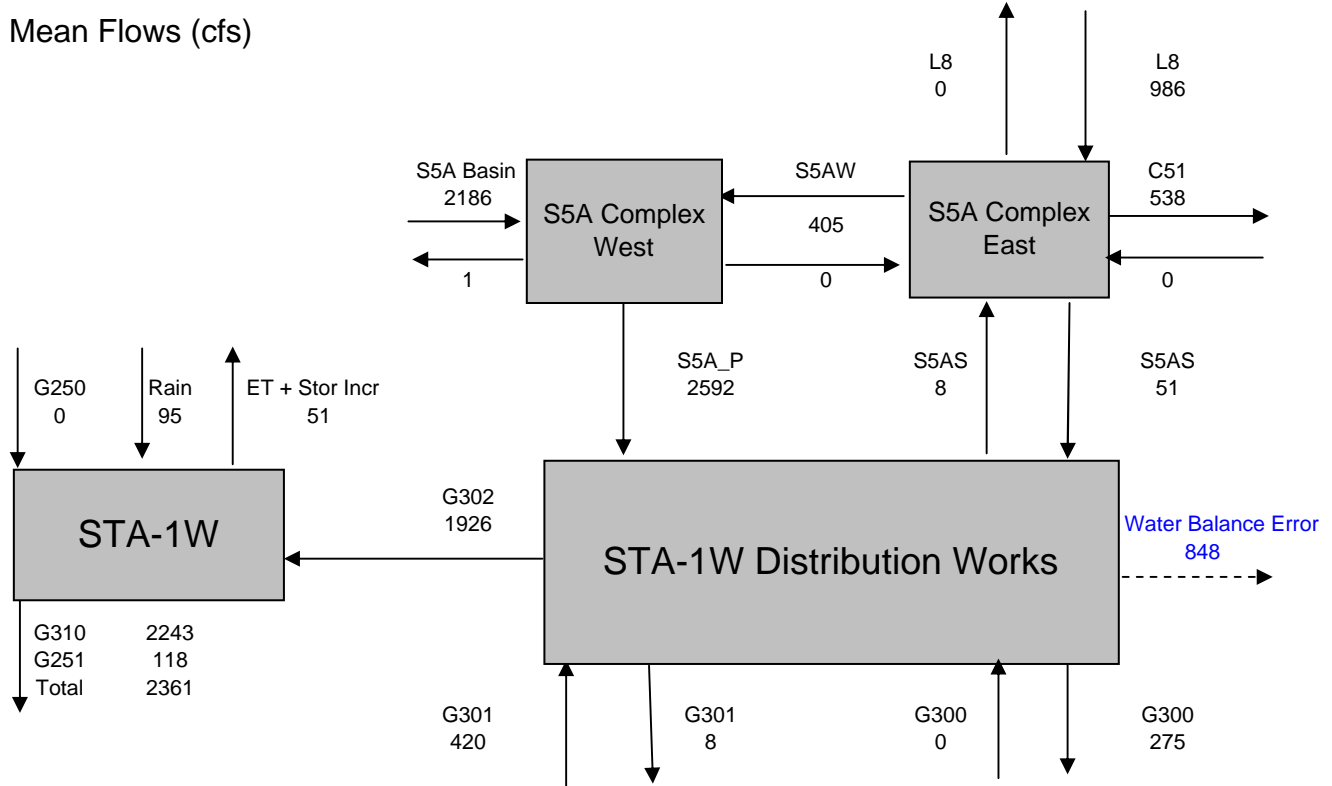 Mean Flows (cfs)
L8
0
L8
986
S5A Basin
2186
1
S5A Complex
West
S5AW
405
0
S5A Complex
East
C51
538
0
S5A_P
2592
S5AS
8
S5AS
51
G250
0
Rain
95
ET + Stor Incr
51
STA-1W
G302
1926
STA-1W Distribution Works
Water Balance Error
848
G310 2243
G251 118
Total 2361
G301
420
G301
8
G300
0
G300
275